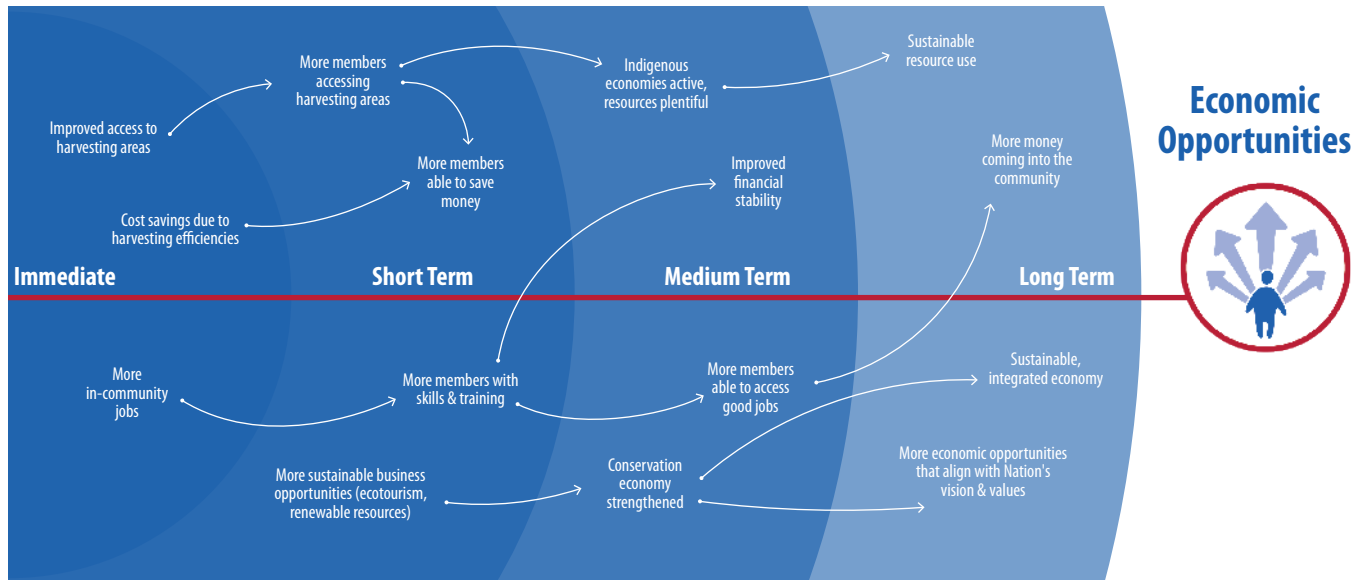 Sustainable
resource use
More members
accessing
harvesting areas
Indigenous
economies active,
resources plentiful
Economic
Opportunities
Improved access to
harvesting areas
More members
able to save
money
Improved
financial
stability
More money
coming into the
community
Cost savings due to
harvesting efficiencies
Immediate
Short Term
Medium Term
Long Term
More
in-community
jobs
More members with
skills & training
More members
able to access
good jobs
Sustainable,
integrated economy
More sustainable business
opportunities (ecotourism,
renewable resources)
Conservation
economy
strengthened
More economic opportunities
that align with Nation's
vision & values